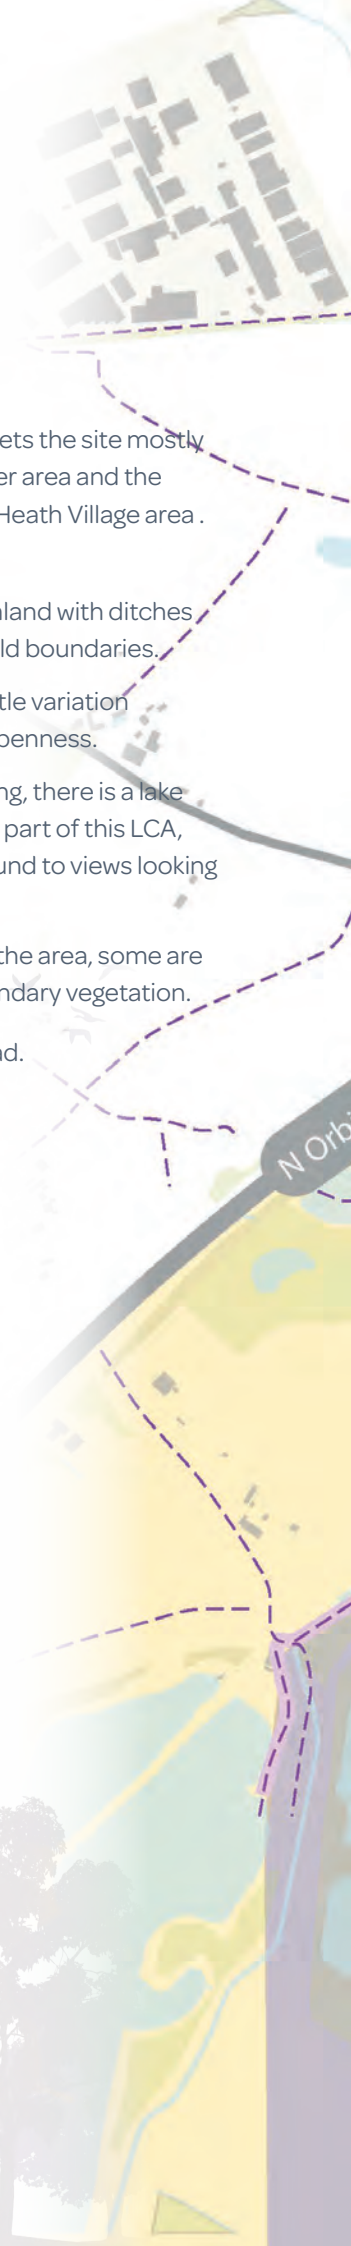 ets the site mostly
er area and the
Heath Village area .
land with ditches
ld boundaries.
tle variation
penness.
ng, there is a lake
part of this LCA,
und to views looking
the area, some are
ndary vegetation.
d.
N Orbi